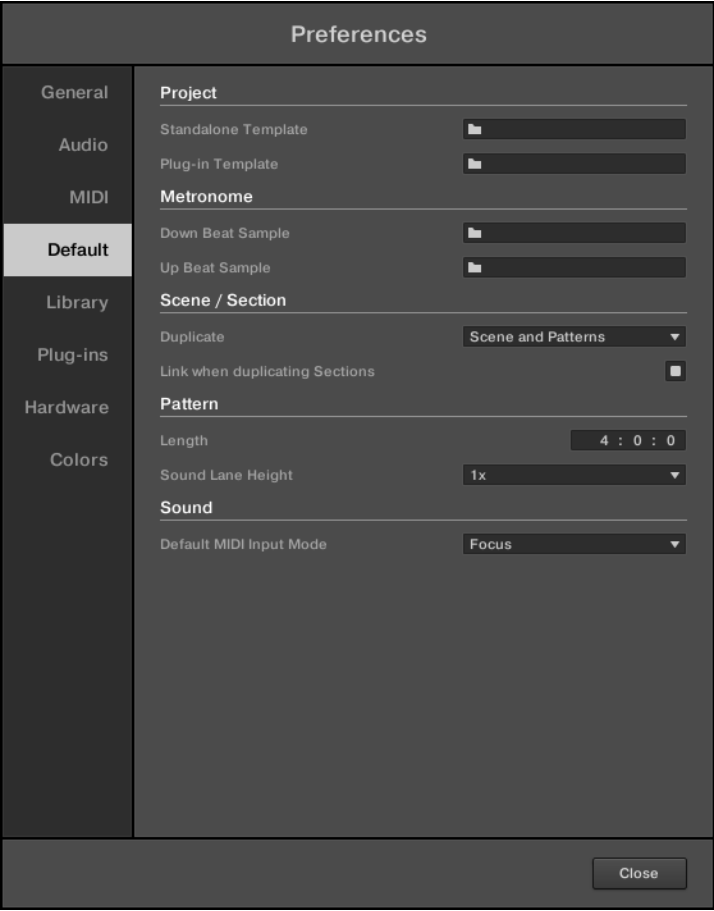 Preferences
General
Audio
MIDI
Default
Library
Plug-ins
Hardware
Colors
Project
Standalone Template
Plug-in Template
Metronome
Down Beat Sample
Up Beat Sample
Scene / Section
Duplicate Scene and Patterns
Link when duplicating Sections
Pattern
Length 4 : 0 : 0
Sound Lane Height 1x
Sound
Default MIDI Input Mode Focus
Close